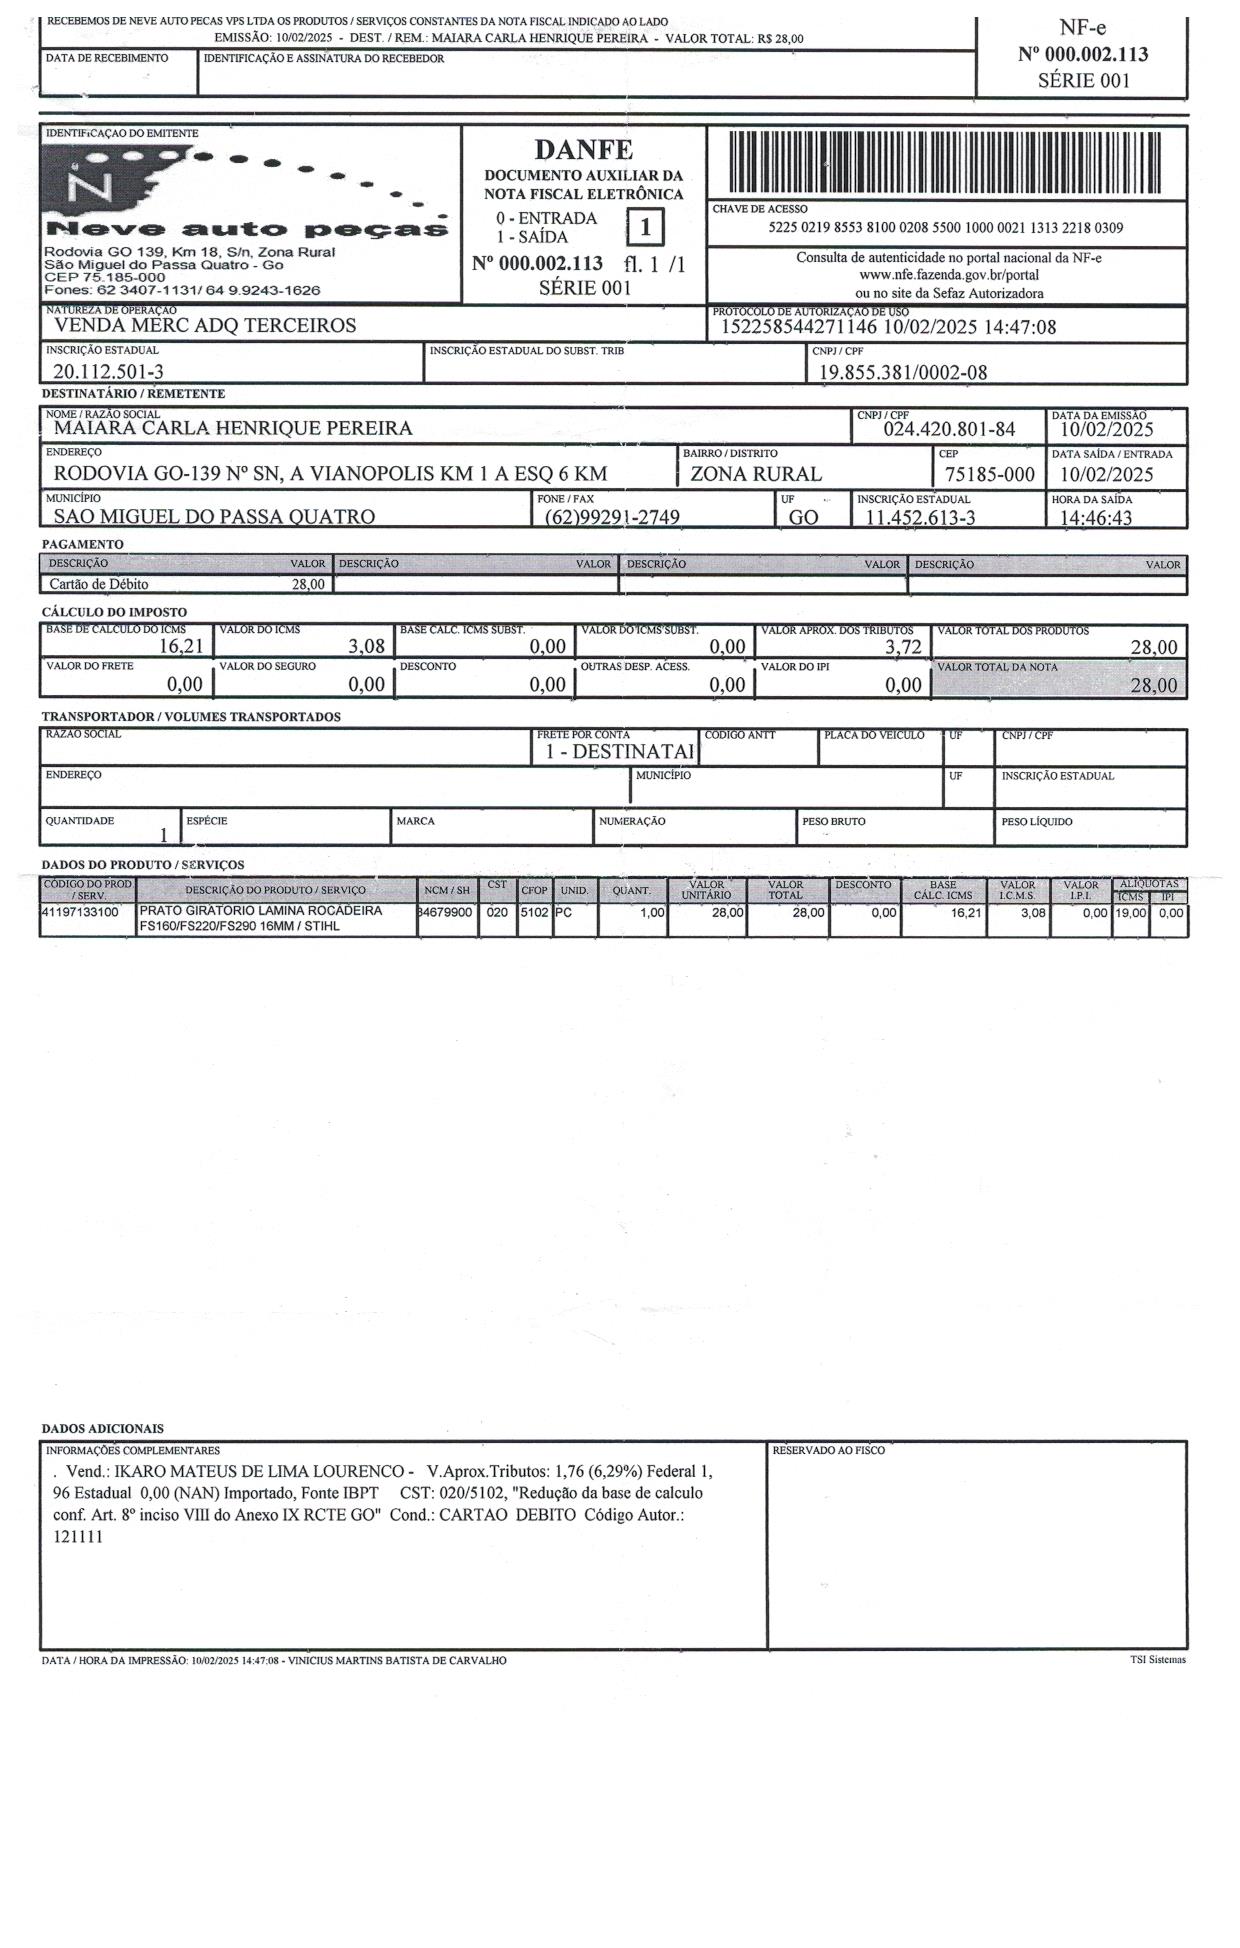 RECEBEMOS DE NEVE AUTO PECAS VPS LTDA OS PRODUTOS / SERVIÇOS CONSTANTES DA NOTA FISCAL INDICADO AO LADO
EMISSÃO: 10/02/2025 - DEST. / REM.: MAIARA CARLA HENRIQUE PEREIRA - VALOR TOTAL: R$ 28,00
NF-e
Nº 000.002.113
SÉRIE 001
DATA DE RECEBIMENTO IDENTIFICAÇÃO E ASSINATURA DO RECEBEDOR
IDENTIFICAÇAO DO EMITENTE
N
Neve auto peças
Rodovia GO 139, Km 18, S/n, Zona Rural
São Miguel do Passa Quatro - Go
CEP 75.185-000
Fones: 62 3407-1131/ 64 9.9243-1626
DANFE
DOCUMENTO AUXILIAR DA
NOTA FISCAL ELETRÔNICA
0 - ENTRADA
1 - SAÍDA
1
Nº 000.002.113 fl. 1 /1
SÉRIE 001
CHAVE DE ACESSO
5225 0219 8553 8100 0208 5500 1000 0021 1313 2218 0309
Consulta de autenticidade no portal nacional da NF-e
www.nfe.fazenda.gov.br/portal
ou no site da Sefaz Autorizadora
NATUREZA DE OPERAÇÃO
VENDA MERC ADQ TERCEIROS
PROTOCOLO DE AUTORIZAÇAO DE USO
152258544271146 10/02/2025 14:47:08
INSCRIÇÃO ESTADUAL INSCRIÇÃO ESTADUAL DO SUBST. TRIB CNPJ / CPF
20.112.501-3 19.855.381/0002-08
DESTINATÁRIO / REMETENTE
NOME / RAZÃO SOCIAL CNPJ / CPF DATA DA EMISSÃO
MAIARA CARLA HENRIQUE PEREIRA 024.420.801-84 10/02/2025
ENDEREÇO BAIRRO / DISTRITO CEP DATA SAÍDA / ENTRADA
RODOVIA GO-139 Nº SN, A VIANOPOLIS KM 1 A ESQ 6 KM ZONA RURAL 75185-000 10/02/2025
MUNICÍPIO FONE / FAX UF INSCRIÇÃO ESTADUAL HORA DA SAÍDA
SAO MIGUEL DO PASSA QUATRO (62)99291-2749 GO 11.452.613-3 14:46:43
PAGAMENTO
DESCRIÇÃO VALOR DESCRIÇÃO VALOR DESCRIÇÃO VALOR DESCRIÇÃO VALOR
Cartão de Débito 28,00
CÁLCULO DO IMPOSTO
BASE DE CALCULO DO ICMS VALOR DO ICMS BASE CALC. ICMS SUBST. VALOR DO ICMS SUBST. VALOR APROX. DOS TRIBUTOS VALOR TOTAL DOS PRODUTOS
16,21 3,08 0,00 0,00 3,72 28,00
VALOR DO FRETE VALOR DO SEGURO DESCONTO OUTRAS DESP. ACESS. VALOR DO IPI VALOR TOTAL DA NOTA
0,00 0,00 0,00 0,00 0,00 28,00
TRANSPORTADOR / VOLUMES TRANSPORTADOS
RAZAO SOCIAL FRETE POR CONTA CODIGO ANTT PLACA DO VEICULO UF CNPJ / CPF
1 - DESTINATAI
ENDEREÇO MUNICÍPIO UF INSCRIÇÃO ESTADUAL
QUANTIDADE ESPÉCIE MARCA NUMERAÇÃO PESO BRUTO PESO LÍQUIDO
1
DADOS DO PRODUTO / SERVIÇOS
CÓDIGO DO PROD / SERV. DESCRIÇÃO DO PRODUTO / SERVIÇO NCM / SH CST CFOP UNID. QUANT. VALOR UNITÁRIO VALOR TOTAL DESCONTO BASE CÁLC. ICMS VALOR I.C.M.S. VALOR I.P.I. ALÍQUOTAS ICMS IPI
41197133100 PRATO GIRATORIO LAMINA ROCADEIRA 84679900 020 5102 PC 1,00 28,00 28,00 0,00 16,21 3,08 0,00 19,00 0,00
FS160/FS220/FS290 16MM / STIHL
DADOS ADICIONAIS
INFORMAÇÕES COMPLEMENTARES RESERVADO AO FISCO
. Vend.: IKARO MATEUS DE LIMA LOURENCO - V.Aprox.Tributos: 1,76 (6,29%) Federal 1,
96 Estadual 0,00 (NAN) Importado, Fonte IBPT CST: 020/5102, "Redução da base de calculo
conf. Art. 8º inciso VIII do Anexo IX RCTE GO" Cond.: CARTAO DEBITO Código Autor.:
121111
DATA / HORA DA IMPRESSÃO: 10/02/2025 14:47:08 - VINICIUS MARTINS BATISTA DE CARVALHO TSI Sistemas